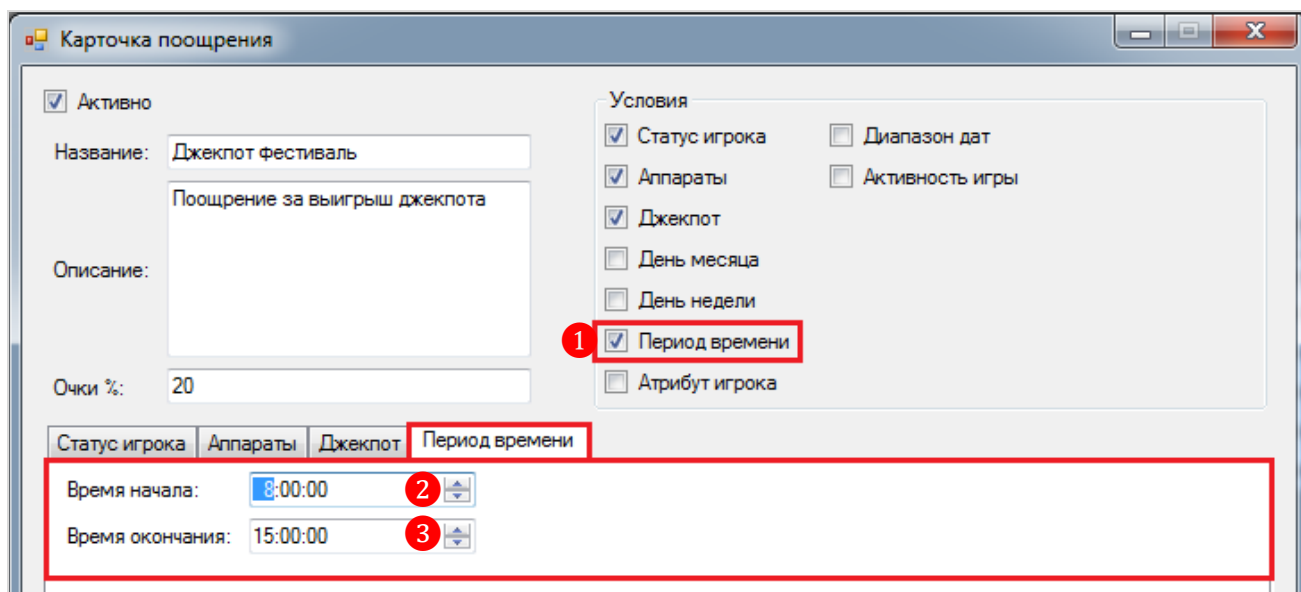 Карточка поощрения
Активно
Название: Джекпот фестиваль
Описание: Поощрение за выигрыш джекпота
Очки %: 20
Условия
Статус игрока Диапазон дат
Аппараты Активность игры
Джекпот
День месяца
День недели
1 Период времени
Атрибут игрока
Статус игрока Аппараты Джекпот Период времени
Время начала: 8:00:00 2
Время окончания: 15:00:00 3